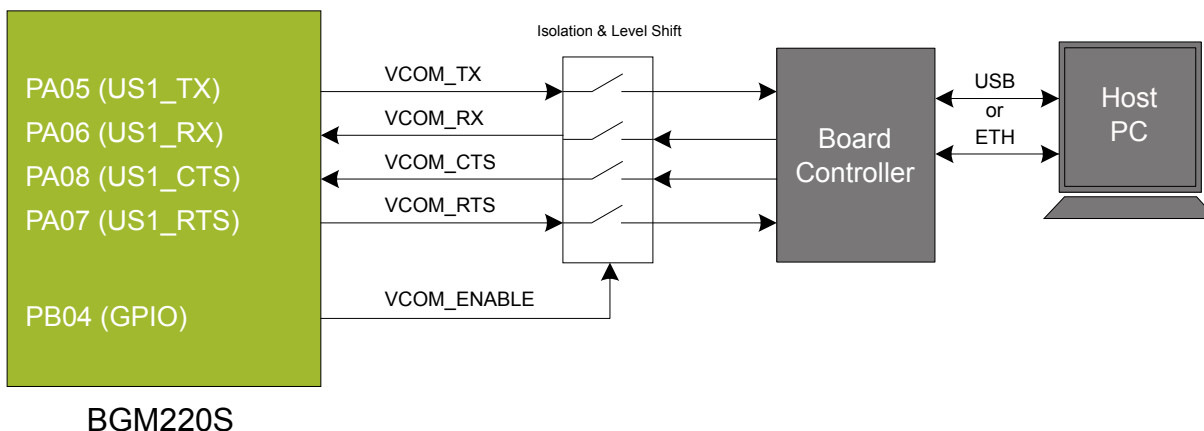 Isolation & Level Shift
PA05 (US1_TX)
VCOM_TX
PA06 (US1_RX)
VCOM_RX
PA08 (US1_CTS)
VCOM_CTS
PA07 (US1_RTS)
VCOM_RTS
PB04 (GPIO)
VCOM_ENABLE
Board
Controller
USB
or
ETH
Host
PC
BGM220S